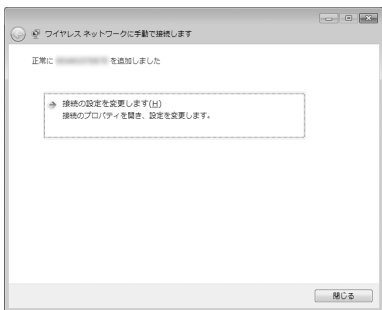 ワイヤレス ネットワークに手動で接続します
正常に を追加しました
接続の設定を変更します(H)
接続のプロパティを開き、設定を変更します。
閉じる